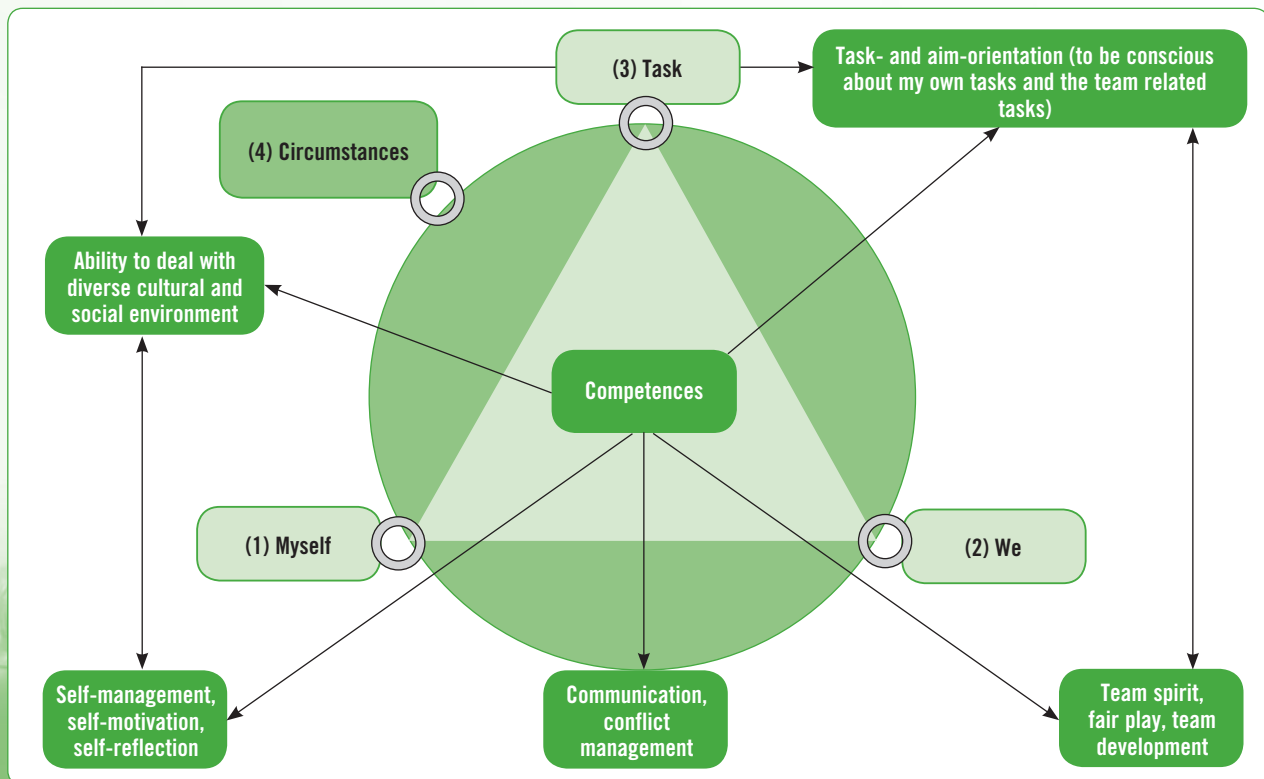 (3) Task
Task- and aim-orientation (to be conscious
about my own tasks and the team related
tasks)
(4) Circumstances
Ability to deal with
diverse cultural and
social environment
Competences
(1) Myself
(2) We
Self-management,
self-motivation,
self-reflection
Communication,
conflict
management
Team spirit,
fair play, team
development